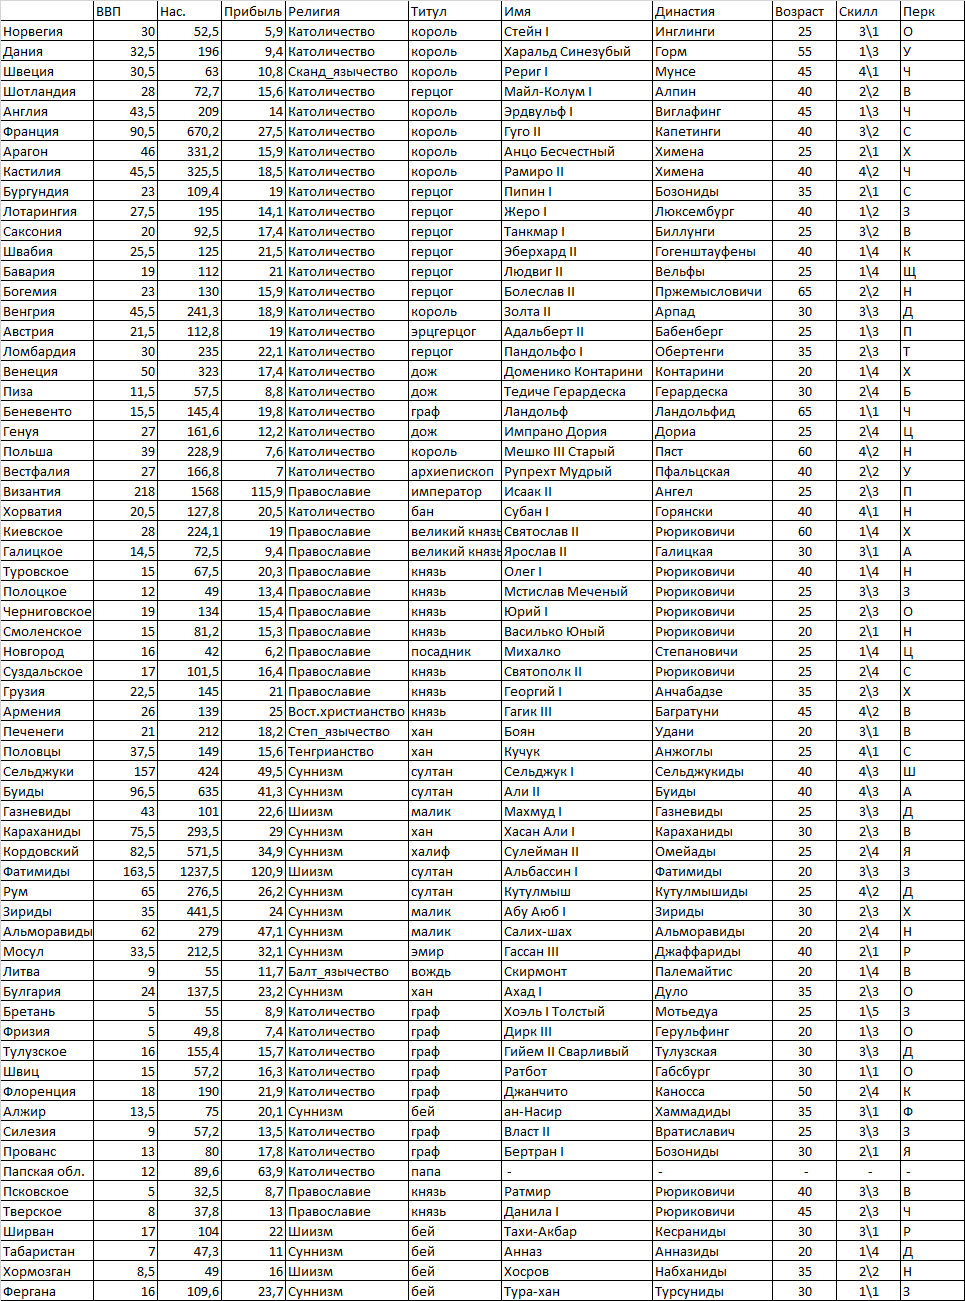 ВВП Нас. Прибыль Религия Титул Имя Династия Возраст Скилл Перк
Норвегия 30 52,5 5,9 Католичество король Стейн I Инглинги 25 3\1 О
Дания 32,5 196 9,4 Католичество король Харальд Синезубый Горм 55 1\3 У
Швеция 30,5 63 10,8 Сканд_язычество король Рериг I Мунсе 45 4\1 Ч
Шотландия 28 72,7 15,6 Католичество герцог Майл-Колум I Алпин 40 2\2 В
Англия 43,5 209 14 Католичество король Эрдвульф I Виглафинг 45 1\3 Ч
Франция 90,5 670,2 27,5 Католичество король Гуго II Капетинги 40 3\2 С
Арагон 46 331,2 15,9 Католичество король Анцо Бесчестный Химена 25 2\1 Х
Кастилия 45,5 325,5 18,5 Католичество король Рамиро II Химена 40 4\2 Ч
Бургундия 23 109,4 19 Католичество герцог Пипин I Бозониды 35 2\1 С
Лотарингия 27,5 195 14,1 Католичество герцог Жеро I Люксембург 40 1\2 З
Саксония 20 92,5 17,4 Католичество герцог Танкмар I Биллунги 25 3\2 В
Швабия 25,5 125 21,5 Католичество герцог Эберхард II Гогенштауфены 40 1\4 К
Бавария 19 112 21 Католичество герцог Людвиг II Вельфы 25 1\4 Щ
Богемия 23 130 15,9 Католичество герцог Болеслав II Пржемысловичи 65 2\2 Н
Венгрия 45,5 241,3 18,9 Католичество король Золта II Арпад 30 3\3 Д
Австрия 21,5 112,8 19 Католичество эрцгерцог Адальберт II Бабенберг 25 1\3 П
Ломбардия 30 235 22,1 Католичество герцог Пандольфо I Обертенги 35 2\3 Т
Венеция 50 323 17,4 Католичество дож Доменико Контарини Контарини 20 1\4 Х
Пиза 11,5 57,5 8,8 Католичество дож Тедиче Герардеска Герардеска 30 2\4 Б
Беневенто 15,5 145,4 19,8 Католичество граф Ландольф Ландольфид 65 1\1 Ч
Генуя 27 161,6 12,2 Католичество дож Импрано Дория Дориа 25 2\4 Ц
Польша 39 228,9 7,6 Католичество король Мешко III Старый Пяст 60 4\2 Н
Вестфалия 27 166,8 7 Католичество архиепископ Рупрехт Мудрый Пфальцская 40 2\2 У
Византия 218 1568 115,9 Православие император Исаак II Ангел 25 2\3 П
Хорватия 20,5 127,8 20,5 Католичество бан Субан I Горянски 40 4\1 Н
Киевское 28 224,1 19 Православие великий князь Святослав II Рюриковичи 60 1\4 Х
Галицкое 14,5 72,5 9,4 Православие великий князь Ярослав II Галицкая 30 3\1 А
Туровское 15 67,5 20,3 Православие князь Олег I Рюриковичи 40 1\4 Н
Полоцкое 12 49 13,4 Православие князь Мстислав Меченый Рюриковичи 25 3\3 З
Черниговское 19 134 15,4 Православие князь Юрий I Рюриковичи 25 2\3 О
Смоленское 15 81,2 15,3 Православие князь Василько Юный Рюриковичи 20 2\1 Н
Новгород 16 42 6,2 Православие посадник Михалко Степановичи 25 1\4 Ц
Суздальское 17 101,5 16,4 Православие князь Святополк II Рюриковичи 25 2\4 С
Грузия 22,5 145 21 Православие князь Георгий I Анчабадзе 35 2\3 Х
Армения 26 139 25 Вост.христианство князь Гагик III Багратуни 45 4\2 В
Печенеги 21 212 18,2 Степ_язычество хан Боян Удани 20 3\1 В
Половцы 37,5 149 15,6 Тенгрианство хан Кучук Анжоглы 25 4\1 С
Сельджуки 157 424 49,5 Суннизм султан Сельджук I Сельджукиды 40 4\3 Ш
Буиды 96,5 635 41,3 Суннизм султан Али II Буиды 40 4\3 А
Газневиды 43 101 22,6 Шиизм малик Махмуд I Газневиды 25 3\3 Д
Караханиды 75,5 293,5 29 Суннизм хан Хасан Али I Караханиды 30 2\3 В
Кордовский 82,5 571,5 34,9 Суннизм халиф Сулейман II Омейады 25 2\4 Я
Фатимиды 163,5 1237,5 120,9 Шиизм султан Альбассин I Фатимиды 20 3\3 З
Рум 65 276,5 26,2 Суннизм султан Кутулмыш Кутулмышиды 25 4\2 Д
Зириды 35 441,5 24 Суннизм малик Абу Аюб I Зириды 30 2\3 Х
Альморавиды 62 279 47,1 Суннизм малик Салих-шах Альморавиды 20 2\4 Н
Мосул 33,5 212,5 32,1 Суннизм эмир Гассан III Джаффариды 40 2\1 Р
Литва 9 55 11,7 Балт_язычество вождь Скирмонт Палемайтис 20 1\4 В
Булгария 24 137,5 23,2 Суннизм хан Ахад I Дуло 35 2\3 О
Бретань 5 55 8,9 Католичество граф Хоэль I Толстый Мотьедуа 25 1\5 З
Фризия 5 49,8 7,4 Католичество граф Дирк III Герульфинг 20 1\3 О
Тулузское 16 155,4 15,7 Католичество граф Гийем II Сварливый Тулузская 30 3\3 Д
Швиц 15 57,2 16,3 Католичество граф Ратбот Габсбург 30 1\1 О
Флоренция 18 190 21,9 Католичество граф Джанчито Каносса 50 2\4 К
Алжир 13,5 75 20,1 Суннизм бей ан-Насир Хаммадиды 35 3\1 Ф
Силезия 9 57,2 13,5 Католичество граф Власт II Вратиславич 25 3\3 З
Прованс 13 80 17,8 Католичество граф Бертран I Бозониды 30 2\1 Я
Папская обл. 12 89,6 63,9 Католичество папа - - - - -
Псковское 5 32,5 8,7 Православие князь Ратмир Рюриковичи 40 3\3 В
Тверское 8 37,8 13 Православие князь Данила I Рюриковичи 45 2\3 Ч
Ширван 17 104 22 Шиизм бей Тахи-Акбар Кесраниды 30 3\1 Р
Табаристан 7 47,3 11 Суннизм бей Анназ Анназиды 20 1\4 Д
Хормозган 8,5 49 16 Шиизм бей Хосров Набханиды 35 2\2 Н
Фергана 16 109,6 23,7 Суннизм бей Тура-хан Турсуниды 30 1\1 З